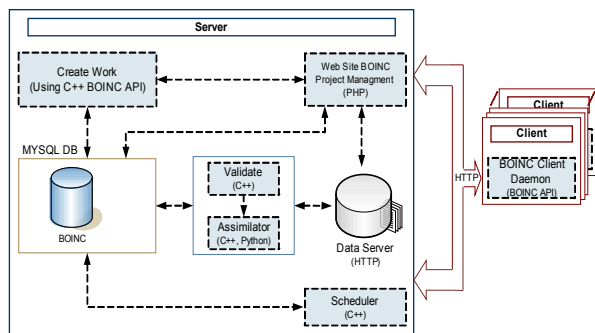 Server
Create Work
(Using C++ BOINC API)
Web Site BOINC
Project Managment
(PHP)
MYSQL DB
BOINC
Validate
(C++)
Assimilator
(C++, Python)
Data Server
(HTTP)
Scheduler
(C++)
HTTP
Client
Client
BOINC Client
Daemon
(BOINC API)